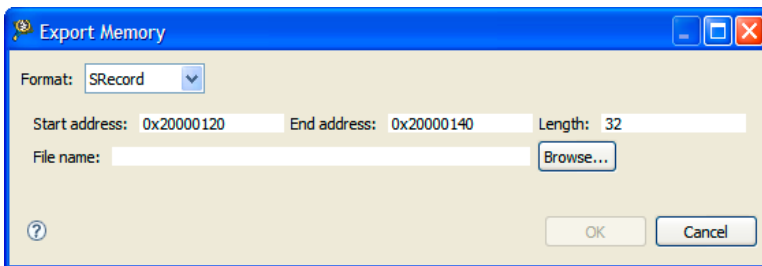 Export Memory
Format: SRecord
Start address: 0x20000120 End address: 0x20000140 Length: 32
File name: Browse...
? OK Cancel